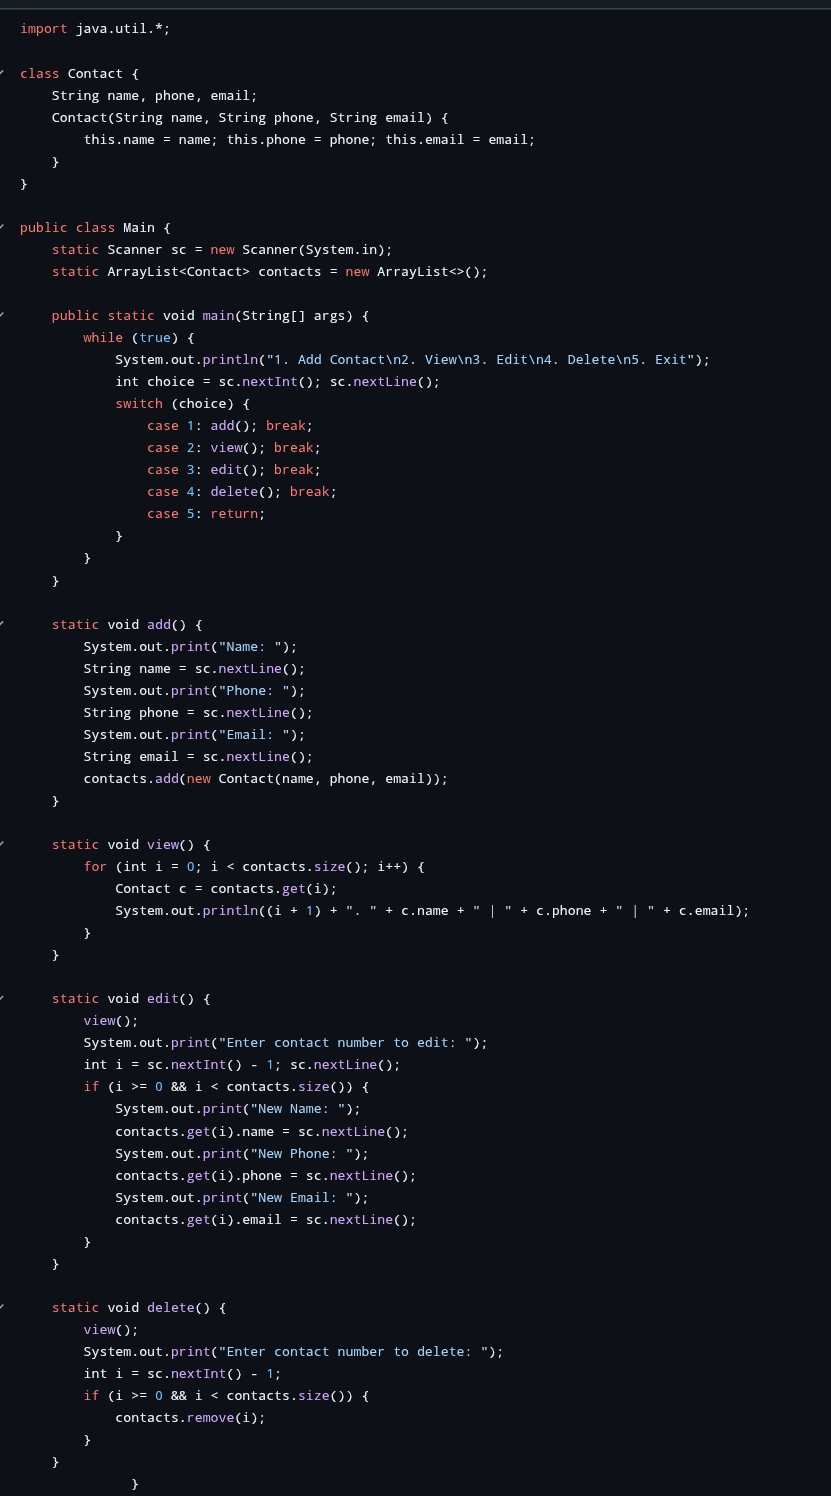 import java.util.*;
class Contact {
    String name, phone, email;
    Contact(String name, String phone, String email) {
        this.name = name; this.phone = phone; this.email = email;
    }
}
public class Main {
    static Scanner sc = new Scanner(System.in);
    static ArrayList<Contact> contacts = new ArrayList<>();
    public static void main(String[] args) {
        while (true) {
            System.out.println("1. Add Contact\n2. View\n3. Edit\n4. Delete\n5. Exit");
            int choice = sc.nextInt(); sc.nextLine();
            switch (choice) {
                case 1: add(); break;
                case 2: view(); break;
                case 3: edit(); break;
                case 4: delete(); break;
                case 5: return;
            }
        }
    }
    static void add() {
        System.out.print("Name: ");
        String name = sc.nextLine();
        System.out.print("Phone: ");
        String phone = sc.nextLine();
        System.out.print("Email: ");
        String email = sc.nextLine();
        contacts.add(new Contact(name, phone, email));
    }
    static void view() {
        for (int i = 0; i < contacts.size(); i++) {
            Contact c = contacts.get(i);
            System.out.println((i + 1) + ". " + c.name + " | " + c.phone + " | " + c.email);
        }
    }
    static void edit() {
        view();
        System.out.print("Enter contact number to edit: ");
        int i = sc.nextInt() - 1; sc.nextLine();
        if (i >= 0 && i < contacts.size()) {
            System.out.print("New Name: ");
            contacts.get(i).name = sc.nextLine();
            System.out.print("New Phone: ");
            contacts.get(i).phone = sc.nextLine();
            System.out.print("New Email: ");
            contacts.get(i).email = sc.nextLine();
        }
    }
    static void delete() {
        view();
        System.out.print("Enter contact number to delete: ");
        int i = sc.nextInt() - 1;
        if (i >= 0 && i < contacts.size()) {
            contacts.remove(i);
        }
    }
              }